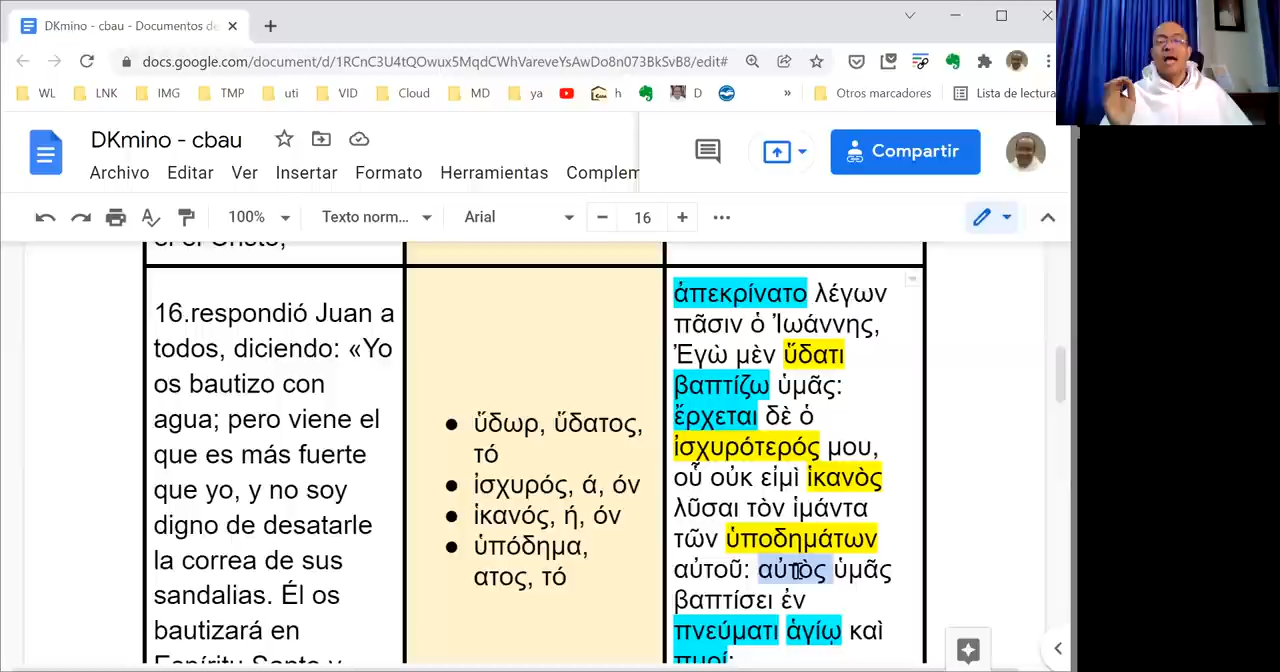 DKmino - cbau - Documentos de
docs.google.com/document/d/1RCnC3U4tQOwux5MqdCWhVareveYsAwDo8n073BkSvB8/edit#
WL LNK IMG TMP uti VID Cloud MD ya h D » Otros marcadores Lista de lectura
DKmino - cbau
Compartir
Archivo Editar Ver Insertar Formato Herramientas Complem
100% Texto norm... Arial 16
16.respondió Juan a
todos, diciendo: «Yo
os bautizo con
agua; pero viene el
que es más fuerte
que yo, y no soy
digno de desatarle
la correa de sus
sandalias. Él os
bautizará en
Espíritu Santo y
● ὕδωρ, ὕδατος,
τό
● ἰσχυρός, ά, όν
● ἱκανός, ή, όν
● ὑπόδημα,
ατος, τό
ἀπεκρίνατο λέγων
πᾶσιν ὁ Ἰωάννης,
Ἐγὼ μὲν ὕδατι
βαπτίζω ὑμᾶς:
ἔρχεται δὲ ὁ
ἰσχυρότερός μου,
οὗ οὐκ εἰμὶ ἱκανὸς
λῦσαι τὸν ἱμάντα
τῶν ὑποδημάτων
αὐτοῦ: αὐτὸς ὑμᾶς
βαπτίσει ἐν
πνεύματι ἁγίῳ καὶ
πυρί: